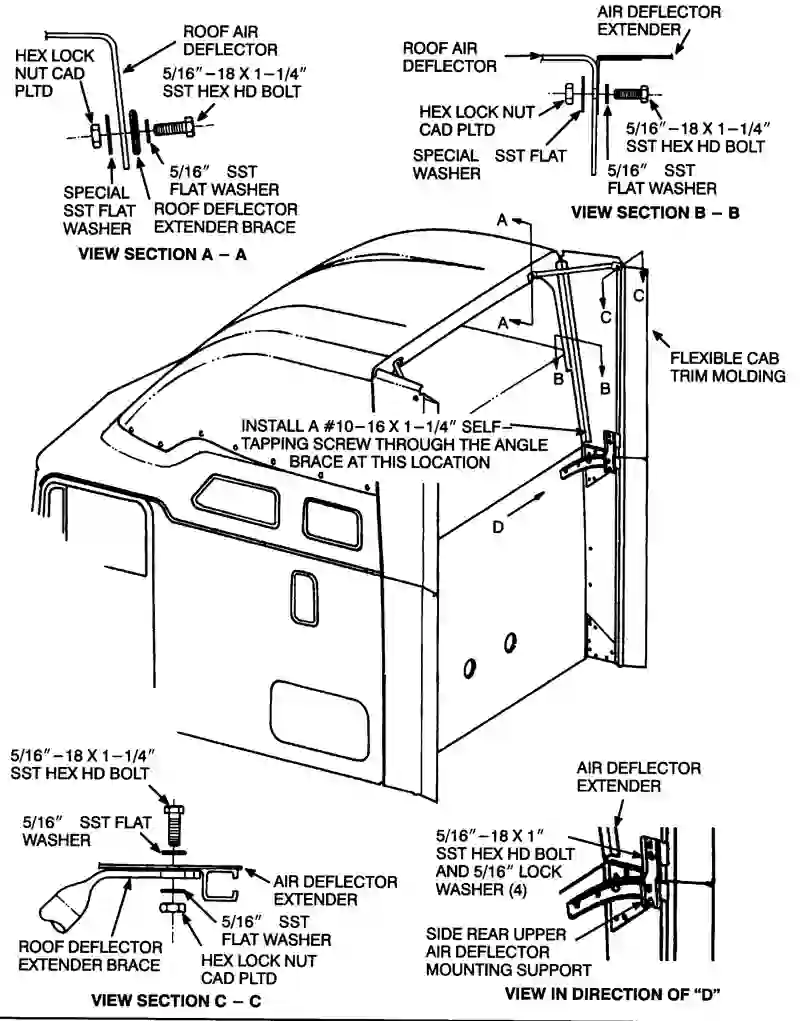 ROOF AIR
DEFLECTOR
HEX LOCK
NUT CAD
PLTD
5/16"–18 X 1–1/4"
SST HEX HD BOLT
5/16" SST
FLAT WASHER
SPECIAL
SST FLAT
WASHER
ROOF DEFLECTOR
EXTENDER BRACE
VIEW SECTION A – A
AIR DEFLECTOR
EXTENDER
ROOF AIR
DEFLECTOR
HEX LOCK NUT
CAD PLTD
5/16"–18 X 1–1/4"
SST HEX HD BOLT
SPECIAL SST FLAT
WASHER
5/16" SST
FLAT WASHER
VIEW SECTION B – B
A
A
C
C
B
B
FLEXIBLE CAB
TRIM MOLDING
INSTALL A #10–16 X 1–1/4" SELF–
TAPPING SCREW THROUGH THE ANGLE
BRACE AT THIS LOCATION
D
5/16"–18 X 1–1/4"
SST HEX HD BOLT
5/16" SST FLAT
WASHER
AIR DEFLECTOR
EXTENDER
5/16" SST
FLAT WASHER
ROOF DEFLECTOR
EXTENDER BRACE
HEX LOCK NUT
CAD PLTD
VIEW SECTION C – C
AIR DEFLECTOR
EXTENDER
5/16"–18 X 1"
SST HEX HD BOLT
AND 5/16" LOCK
WASHER (4)
SIDE REAR UPPER
AIR DEFLECTOR
MOUNTING SUPPORT
VIEW IN DIRECTION OF "D"